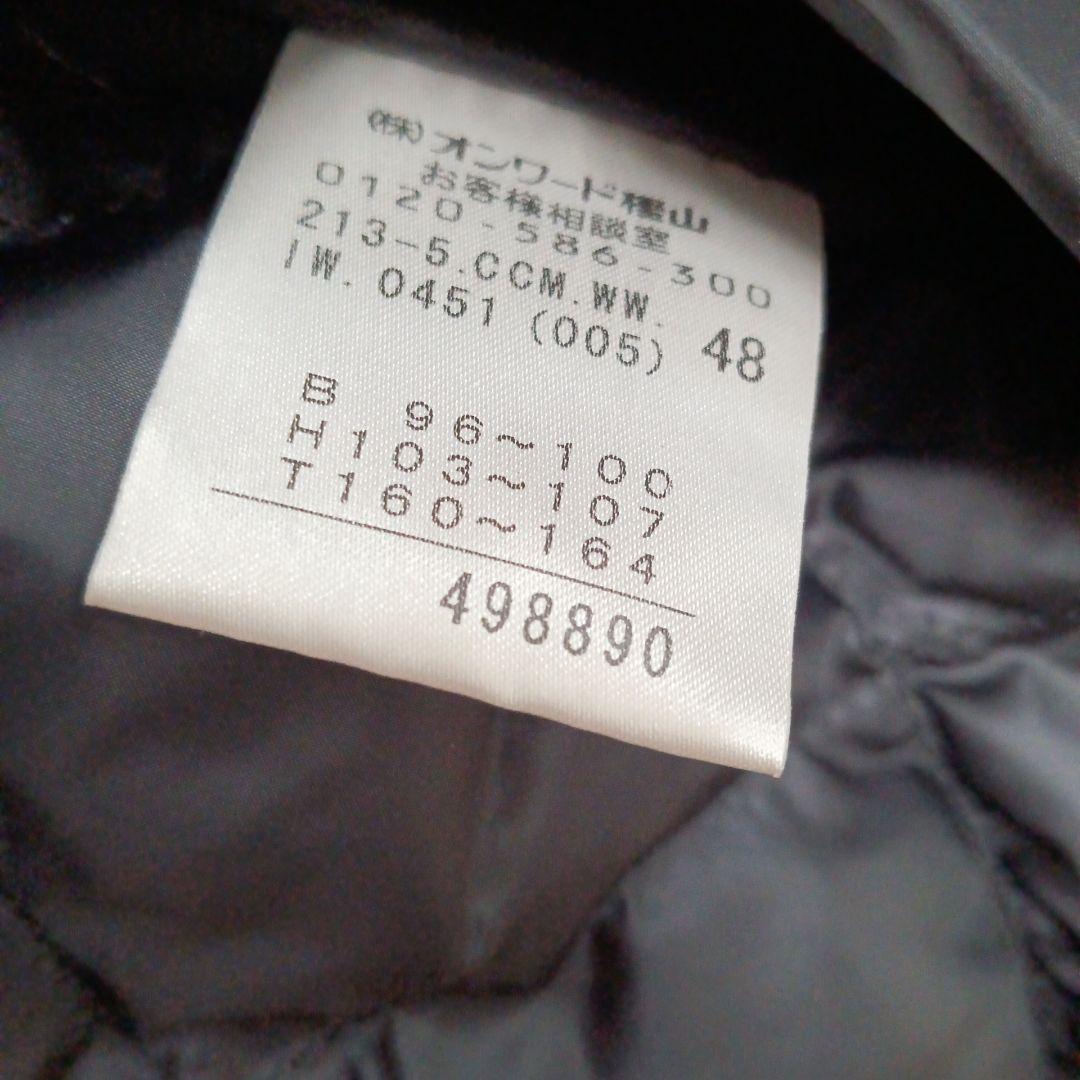 (株)オンワード樫山
お客様相談室
0120-586-300
213-5.CCM.WW.
IW.0451 (005) 48
B 96~100
H103~107
T160~164
498890